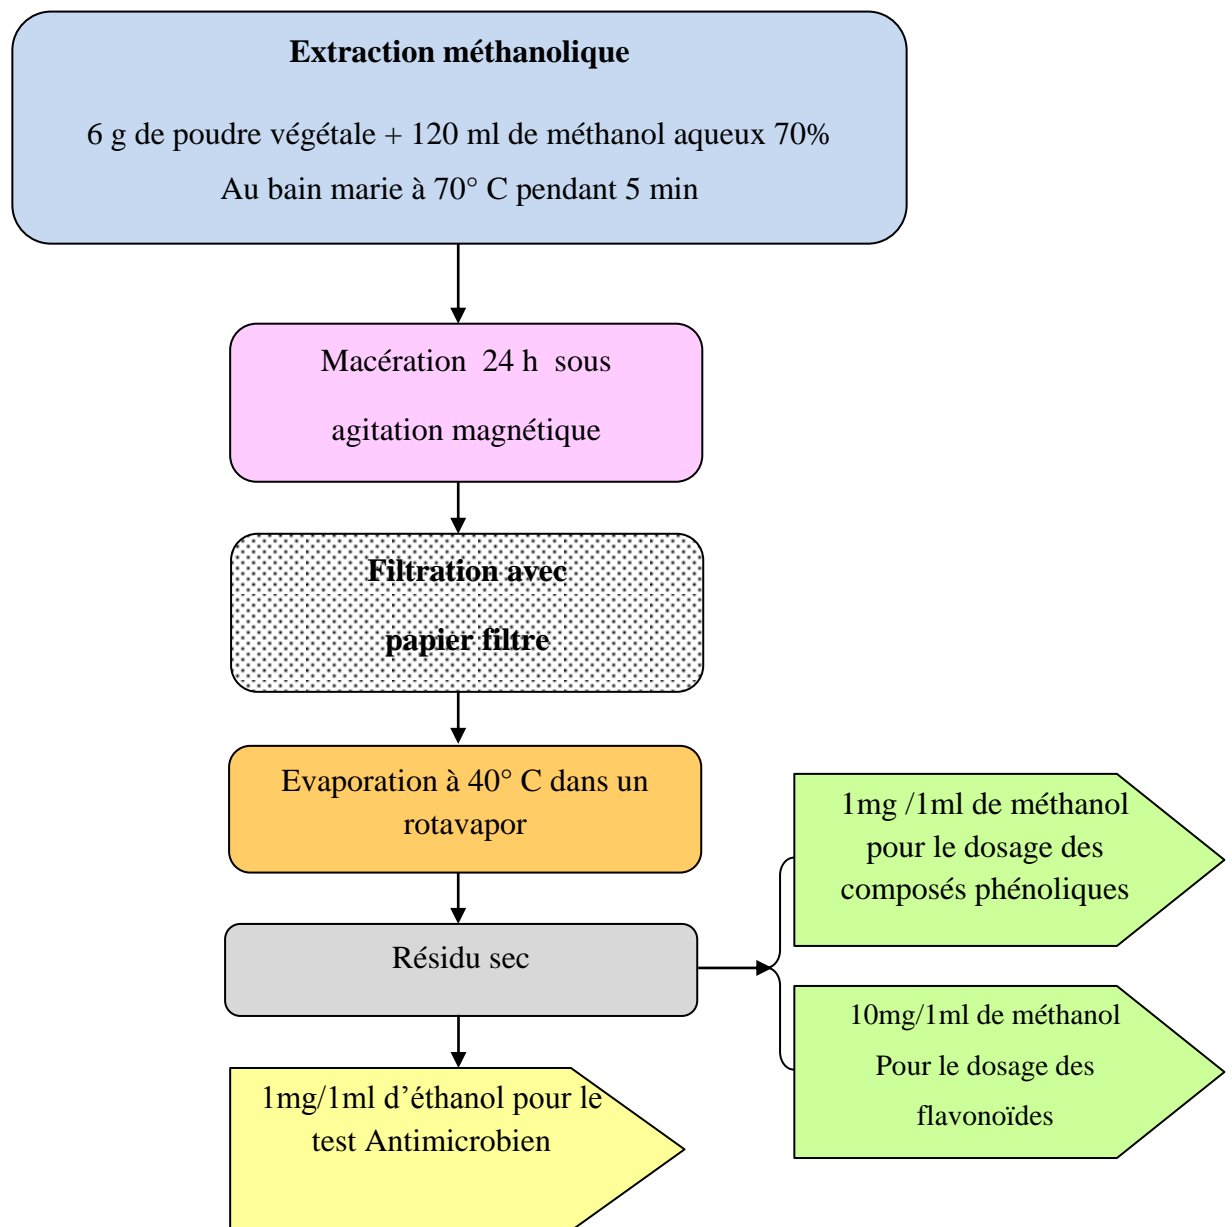 Extraction méthanolique
6 g de poudre végétale + 120 ml de méthanol aqueux 70%
Au bain marie à 70° C pendant 5 min
Macération 24 h sous
agitation magnétique
Filtration avec
papier filtre
Evaporation à 40° C dans un
rotavapor
Résidu sec
1mg /1ml de méthanol
pour le dosage des
composés phénoliques
10mg/1ml de méthanol
Pour le dosage des
flavonoïdes
1mg/1ml d’éthanol pour le
test Antimicrobien